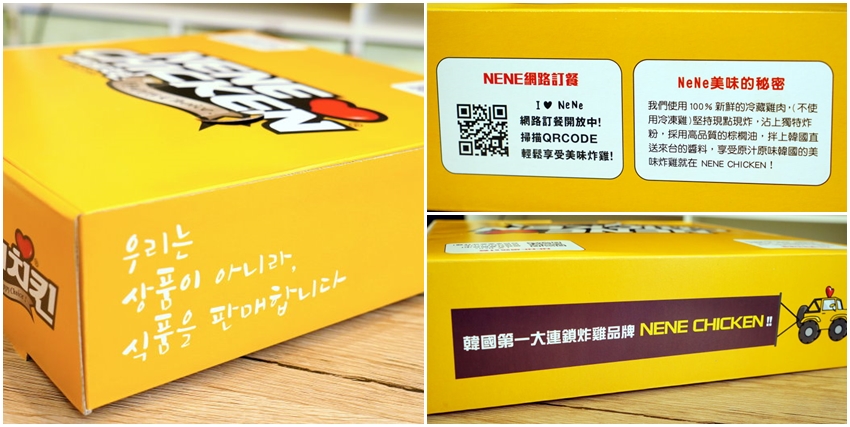 NENE
CHICKEN
치킨
우리는
상품이 아니라,
식품을 판매합니다
NENE網路訂餐
I ♥ NeNe
網路訂餐開放中!
掃描QRCODE
輕鬆享受美味炸雞!
NeNe美味的秘密
我們使用100%新鮮的冷藏雞肉,(不使
用冷凍雞)堅持現點現炸,沾上獨特炸
粉,採用高品質的棕櫚油,拌上韓國直
送來台的醬料,享受原汁原味韓國的美
味炸雞就在 NENE CHICKEN!
韓國第一大連鎖炸雞品牌 NENE CHICKEN!!